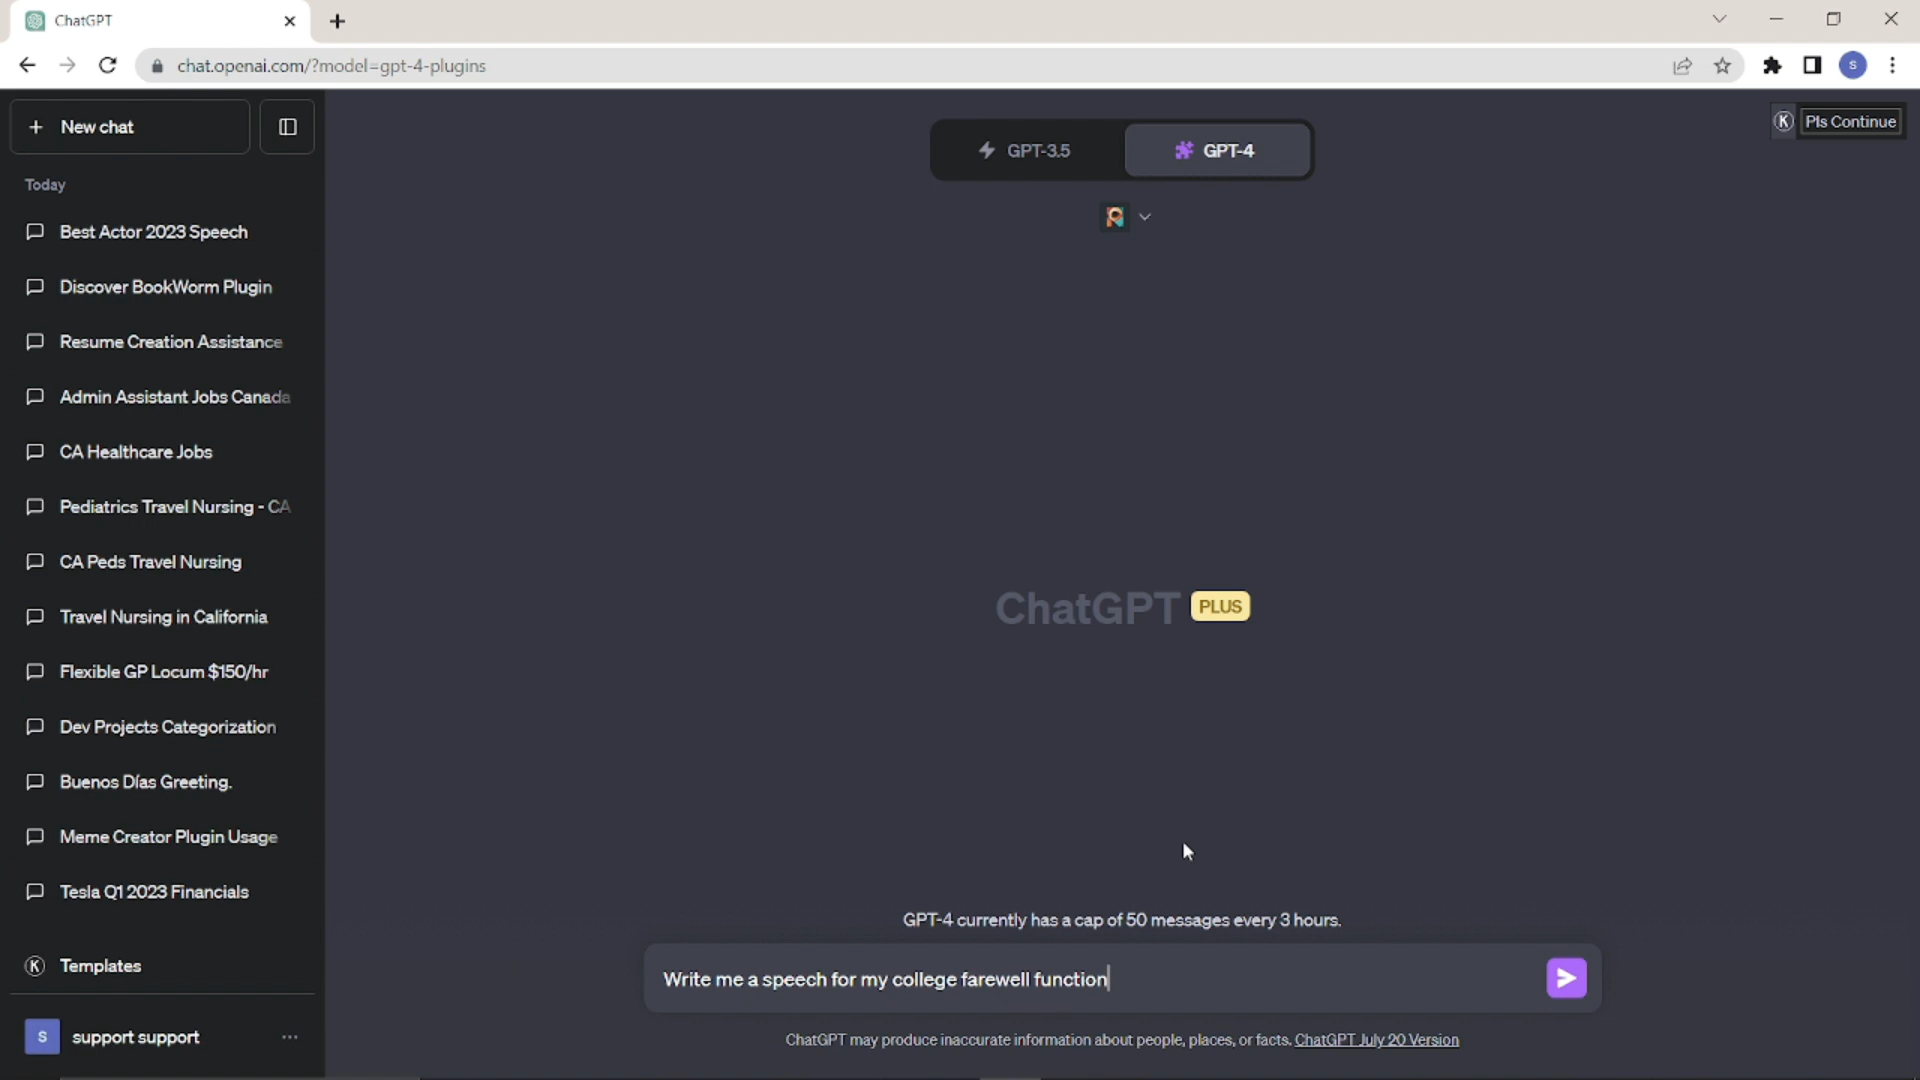 ChatGPT
chat.openai.com/?model=gpt-4-plugins
S
New chat
GPT-3.5
GPT-4
K Pls Continue
Today
Best Actor 2023 Speech
Discover BookWorm Plugin
Resume Creation Assistance
Admin Assistant Jobs Canada
CA Healthcare Jobs
Pediatrics Travel Nursing - CA
CA Peds Travel Nursing
Travel Nursing in California
Flexible GP Locum $150/hr
Dev Projects Categorization
Buenos Días Greeting.
Meme Creator Plugin Usage
Tesla Q1 2023 Financials
K Templates
S support support
ChatGPT PLUS
GPT-4 currently has a cap of 50 messages every 3 hours.
Write me a speech for my college farewell function
ChatGPT may produce inaccurate information about people, places, or facts. ChatGPT July 20 Version